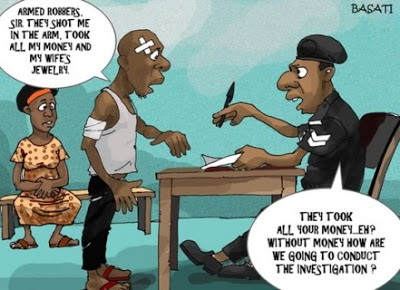 BASATI
ARMED ROBBERS,
SIR. THEY SHOT ME
IN THE ARM, TOOK
ALL MY MONEY AND
MY WIFES
JEWELRY.
THEY TOOK
ALL YOUR MONEY...EH?
WITHOUT MONEY HOW ARE
WE GOING TO CONDUCT
THE INVESTIGATION ?